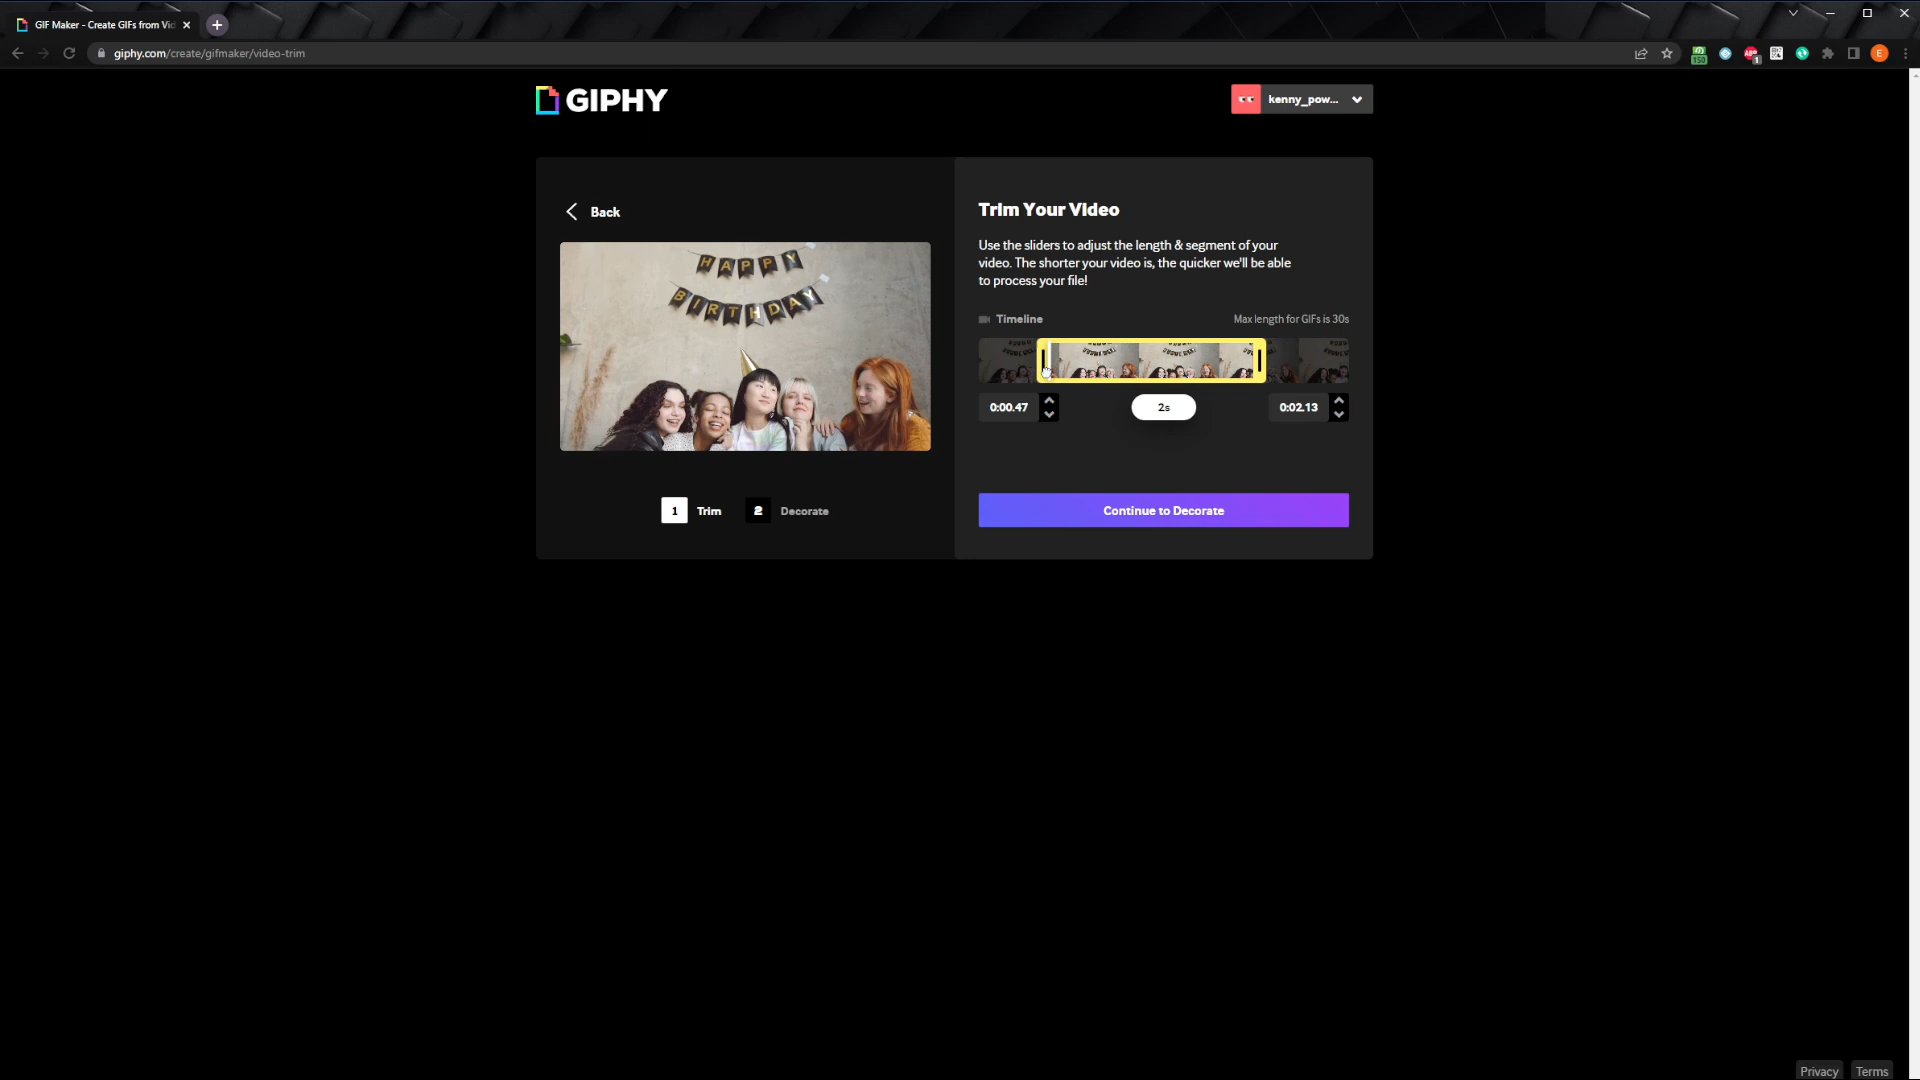 GIF Maker - Create GIFs from Vid
giphy.com/create/gifmaker/video-trim
150
ABP
1
E
GIPHY
kenny_pow...
Back
HAPPY
BIRTHDAY
1
Trim
2
Decorate
Trim Your Video
Use the sliders to adjust the length & segment of your
video. The shorter your video is, the quicker we'll be able
to process your file!
Timeline
Max length for GIFs is 30s
0:00.47
2s
0:02.13
Continue to Decorate
Privacy
Terms